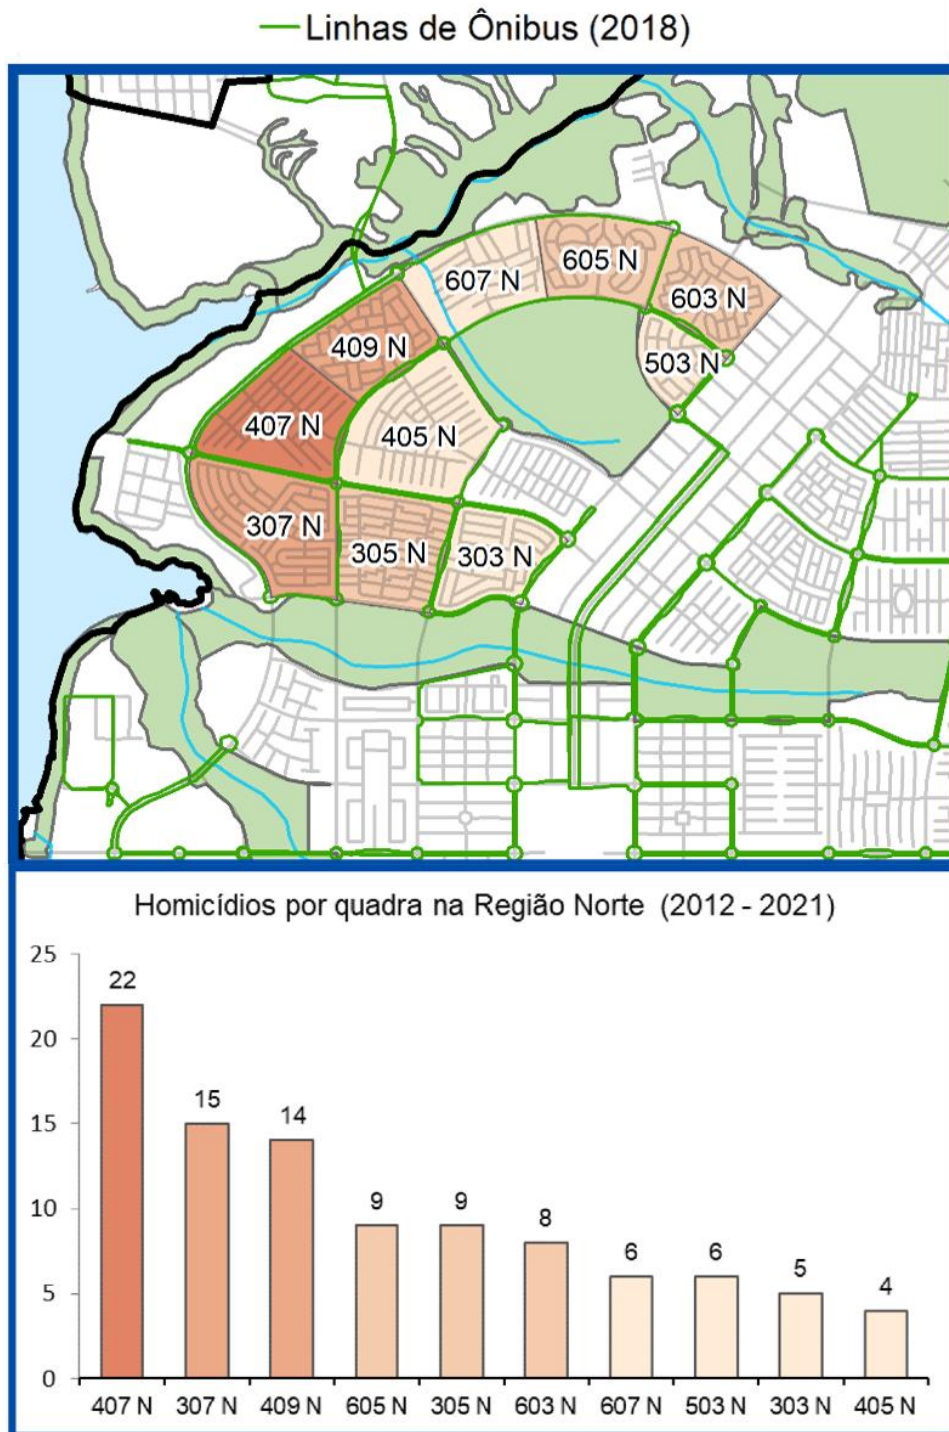 Linhas de Ônibus (2018)
607 N
605 N
603 N
409 N
503 N
407 N
405 N
307 N
305 N
303 N
Homicídios por quadra na Região Norte (2012 - 2021)
25
20
15
10
5
0
22
15
14
9
9
8
6
6
5
4
407 N 307 N 409 N 605 N 305 N 603 N 607 N 503 N 303 N 405 N